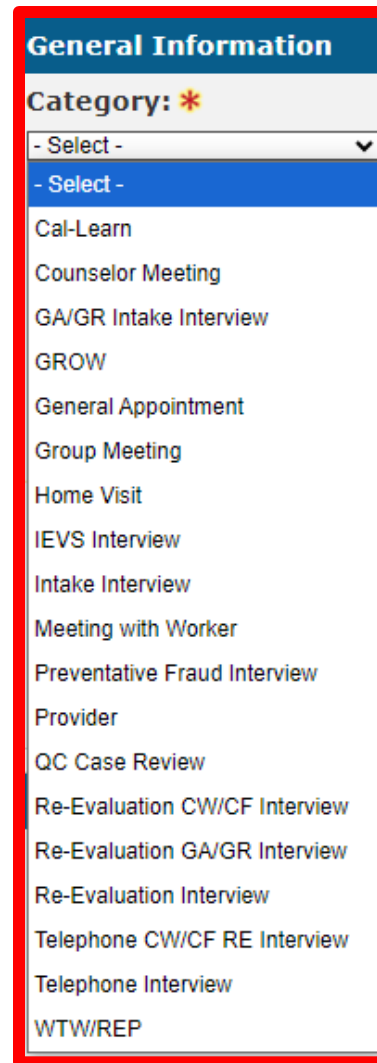 General Information
Category: *
- Select -
- Select -
Cal-Learn
Counselor Meeting
GA/GR Intake Interview
GROW
General Appointment
Group Meeting
Home Visit
IEVS Interview
Intake Interview
Meeting with Worker
Preventative Fraud Interview
Provider
QC Case Review
Re-Evaluation CW/CF Interview
Re-Evaluation GA/GR Interview
Re-Evaluation Interview
Telephone CW/CF RE Interview
Telephone Interview
WTW/REP